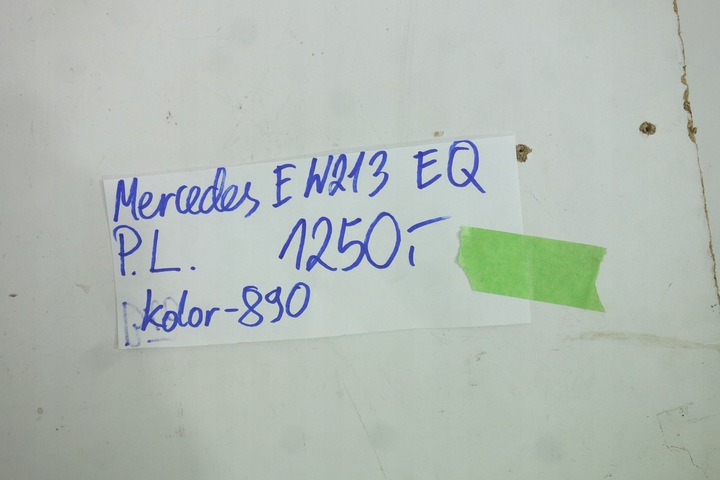 Mercedes E W213 EQ
P.L. 1250,-
kolor-890